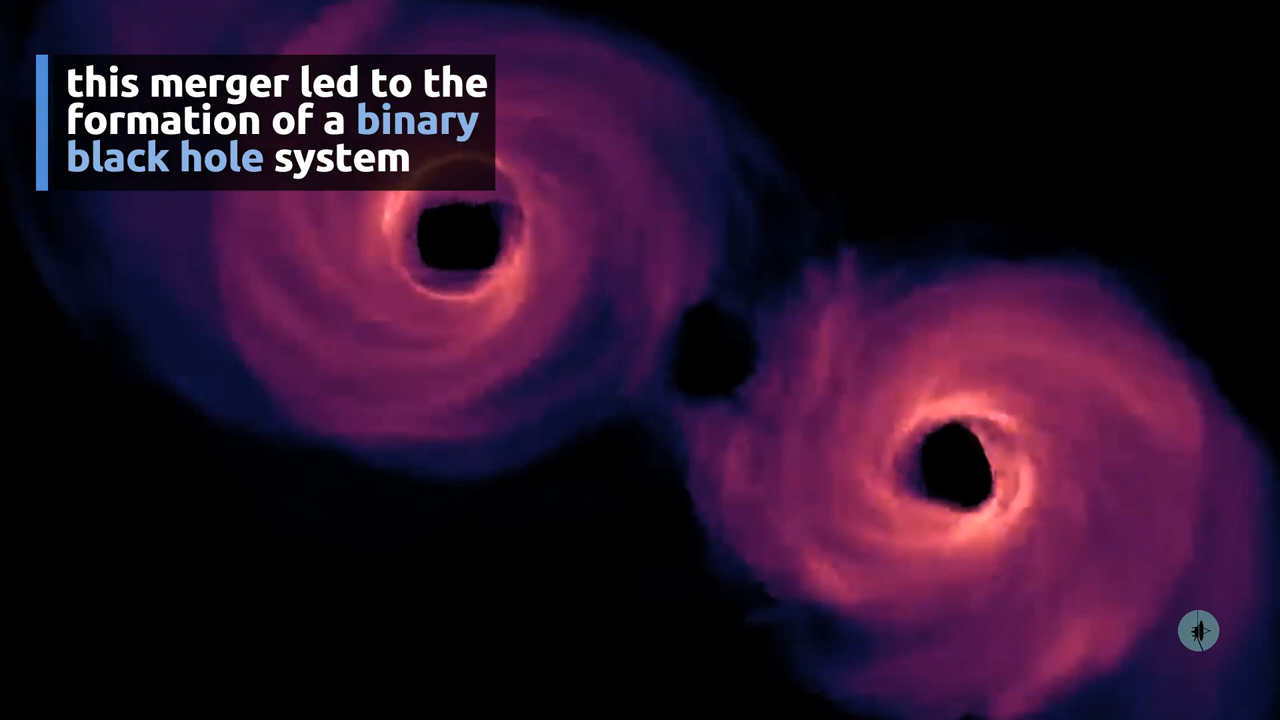 this merger led to the
formation of a binary
black hole system